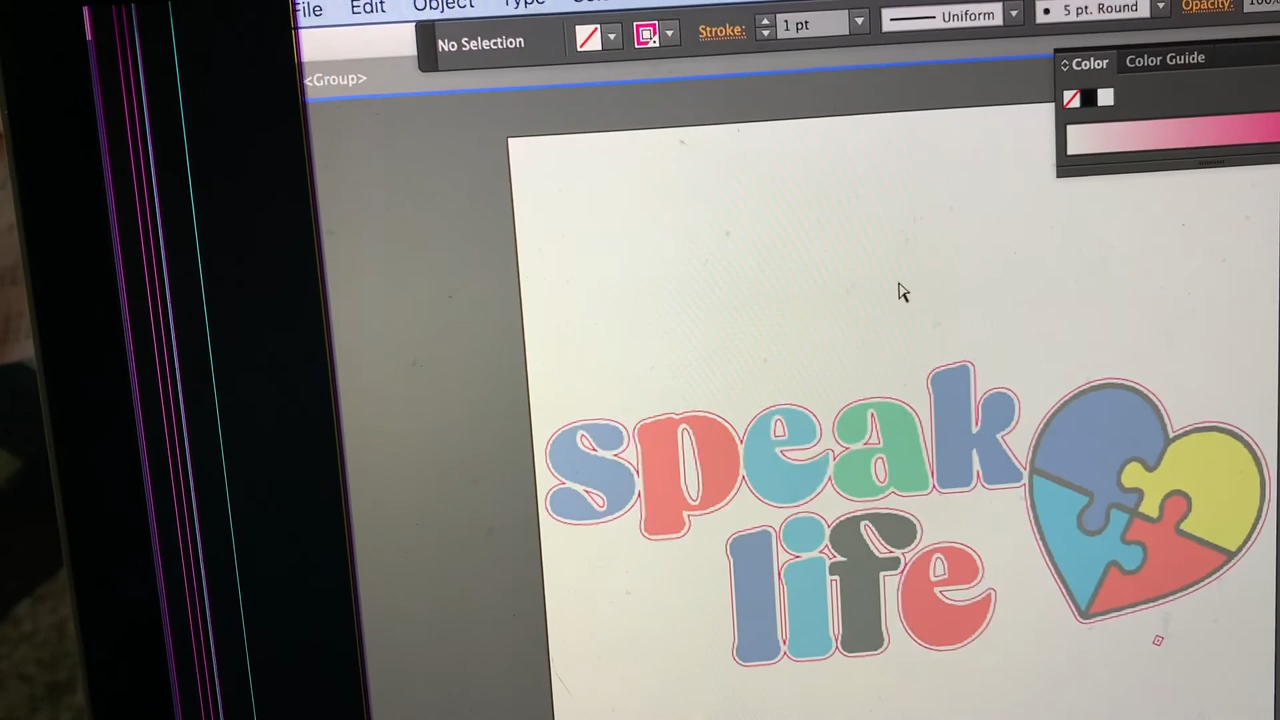 File Edit Object Type
No Selection Stroke: 1 pt Uniform 5 pt. Round Opacity:
<Group>
Color Color Guide
speak
life